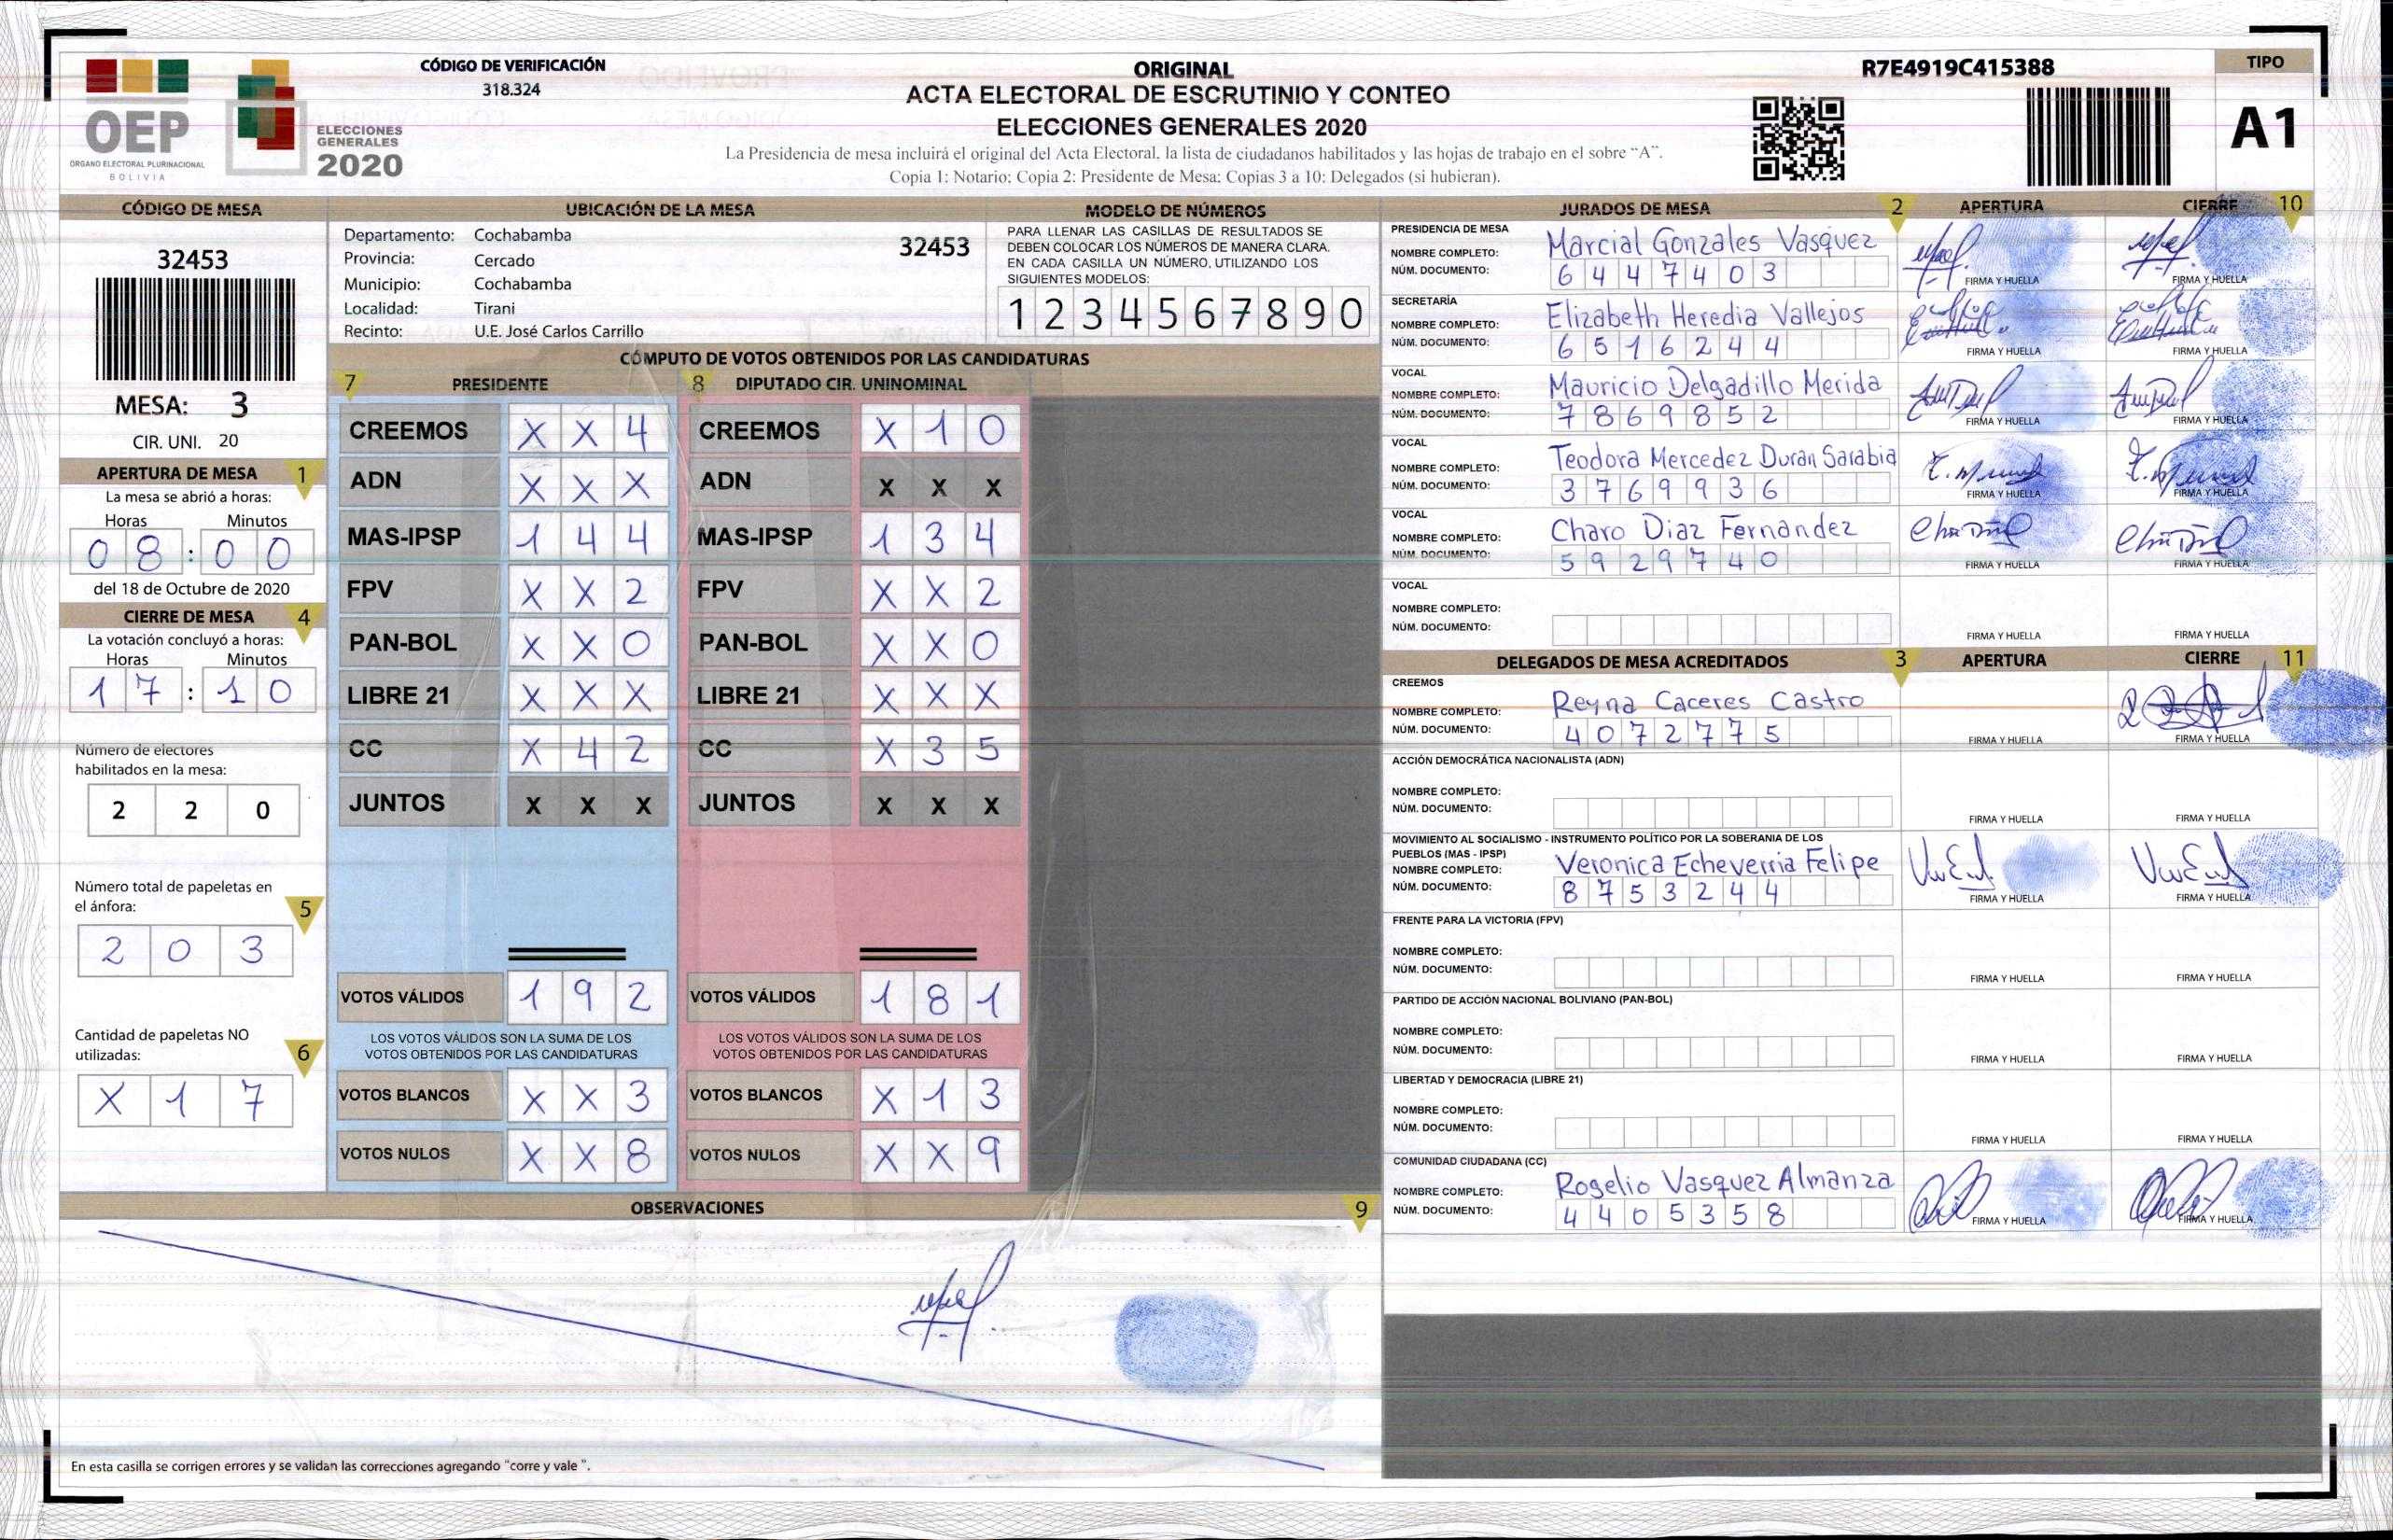 CÓDIGO DE VERIFICACIÓN
318.324
ORIGINAL
ACTA ELECTORAL DE ESCRUTINIO Y CONTEO
ELECCIONES GENERALES 2020
La Presidencia de mesa incluirá el original del Acta Electoral, la lista de ciudadanos habilitados y las hojas de trabajo en el sobre “A”.
Copia 1: Notario; Copia 2: Presidente de Mesa; Copias 3 a 10: Delegados (si hubieran).
R7E4919C415388
TIPO
A1
OEP
ÓRGANO ELECTORAL PLURINACIONAL
BOLIVIA
ELECCIONES
GENERALES
2020
CÓDIGO DE MESA
32453
MESA: 3
CIR. UNI. 20
APERTURA DE MESA 1
La mesa se abrió a horas:
Horas Minutos
0 8 : 0 0
del 18 de Octubre de 2020
CIERRE DE MESA 4
La votación concluyó a horas:
Horas Minutos
1 7 : 1 0
Número de electores
habilitados en la mesa:
2 2 0
Número total de papeletas en
el ánfora: 5
2 0 3
Cantidad de papeletas NO
utilizadas: 6
X 1 7
UBICACIÓN DE LA MESA
Departamento: Cochabamba 32453
Provincia: Cercado
Municipio: Cochabamba
Localidad: Tirani
Recinto: U.E. José Carlos Carrillo
MODELO DE NÚMEROS
PARA LLENAR LAS CASILLAS DE RESULTADOS SE
DEBEN COLOCAR LOS NÚMEROS DE MANERA CLARA.
EN CADA CASILLA UN NÚMERO, UTILIZANDO LOS
SIGUIENTES MODELOS:
1 2 3 4 5 6 7 8 9 0
CÓMPUTO DE VOTOS OBTENIDOS POR LAS CANDIDATURAS
7 PRESIDENTE 8 DIPUTADO CIR. UNINOMINAL
CREEMOS X X 4 CREEMOS X 1 0
ADN X X X ADN X X X
MAS-IPSP 1 4 4 MAS-IPSP 1 3 4
FPV X X 2 FPV X X 2
PAN-BOL X X 0 PAN-BOL X X 0
LIBRE 21 X X X LIBRE 21 X X X
CC X 4 2 CC X 3 5
JUNTOS X X X JUNTOS X X X
VOTOS VÁLIDOS 1 9 2 VOTOS VÁLIDOS 1 8 1
LOS VOTOS VÁLIDOS SON LA SUMA DE LOS LOS VOTOS VÁLIDOS SON LA SUMA DE LOS
VOTOS OBTENIDOS POR LAS CANDIDATURAS VOTOS OBTENIDOS POR LAS CANDIDATURAS
VOTOS BLANCOS X X 3 VOTOS BLANCOS X 1 3
VOTOS NULOS X X 8 VOTOS NULOS X X 9
OBSERVACIONES 9
En esta casilla se corrigen errores y se validan las correcciones agregando "corre y vale ".
JURADOS DE MESA 2 APERTURA CIERRE 10
PRESIDENCIA DE MESA
NOMBRE COMPLETO: Marcial Gonzales Vasquez
NÚM. DOCUMENTO: 6 4 4 7 4 0 3
FIRMA Y HUELLA FIRMA Y HUELLA
SECRETARÍA
NOMBRE COMPLETO: Elizabeth Heredia Vallejos
NÚM. DOCUMENTO: 6 5 1 6 2 4 4
FIRMA Y HUELLA FIRMA Y HUELLA
VOCAL
NOMBRE COMPLETO: Mauricio Delgadillo Merida
NÚM. DOCUMENTO: 7 8 6 9 8 5 2
FIRMA Y HUELLA FIRMA Y HUELLA
VOCAL
NOMBRE COMPLETO: Teodora Mercedez Duran Sarabia
NÚM. DOCUMENTO: 3 7 6 9 9 3 6
FIRMA Y HUELLA FIRMA Y HUELLA
VOCAL
NOMBRE COMPLETO: Charo Diaz Fernandez
NÚM. DOCUMENTO: 5 9 2 9 7 4 0
FIRMA Y HUELLA FIRMA Y HUELLA
VOCAL
NOMBRE COMPLETO:
NÚM. DOCUMENTO:
FIRMA Y HUELLA FIRMA Y HUELLA
DELEGADOS DE MESA ACREDITADOS 3 APERTURA CIERRE 11
CREEMOS
NOMBRE COMPLETO: Reyna Caceres Castro
NÚM. DOCUMENTO: 4 0 7 2 7 7 5
FIRMA Y HUELLA FIRMA Y HUELLA
ACCIÓN DEMOCRÁTICA NACIONALISTA (ADN)
NOMBRE COMPLETO:
NÚM. DOCUMENTO:
FIRMA Y HUELLA FIRMA Y HUELLA
MOVIMIENTO AL SOCIALISMO - INSTRUMENTO POLÍTICO POR LA SOBERANIA DE LOS
PUEBLOS (MAS - IPSP)
NOMBRE COMPLETO: Veronica Echeverria Felipe
NÚM. DOCUMENTO: 8 7 5 3 2 4 4
FIRMA Y HUELLA FIRMA Y HUELLA
FRENTE PARA LA VICTORIA (FPV)
NOMBRE COMPLETO:
NÚM. DOCUMENTO:
FIRMA Y HUELLA FIRMA Y HUELLA
PARTIDO DE ACCIÓN NACIONAL BOLIVIANO (PAN-BOL)
NOMBRE COMPLETO:
NÚM. DOCUMENTO:
FIRMA Y HUELLA FIRMA Y HUELLA
LIBERTAD Y DEMOCRACIA (LIBRE 21)
NOMBRE COMPLETO:
NÚM. DOCUMENTO:
FIRMA Y HUELLA FIRMA Y HUELLA
COMUNIDAD CIUDADANA (CC)
NOMBRE COMPLETO: Rogelio Vasquez Almanza
NÚM. DOCUMENTO: 4 4 0 5 3 5 8
FIRMA Y HUELLA FIRMA Y HUELLA